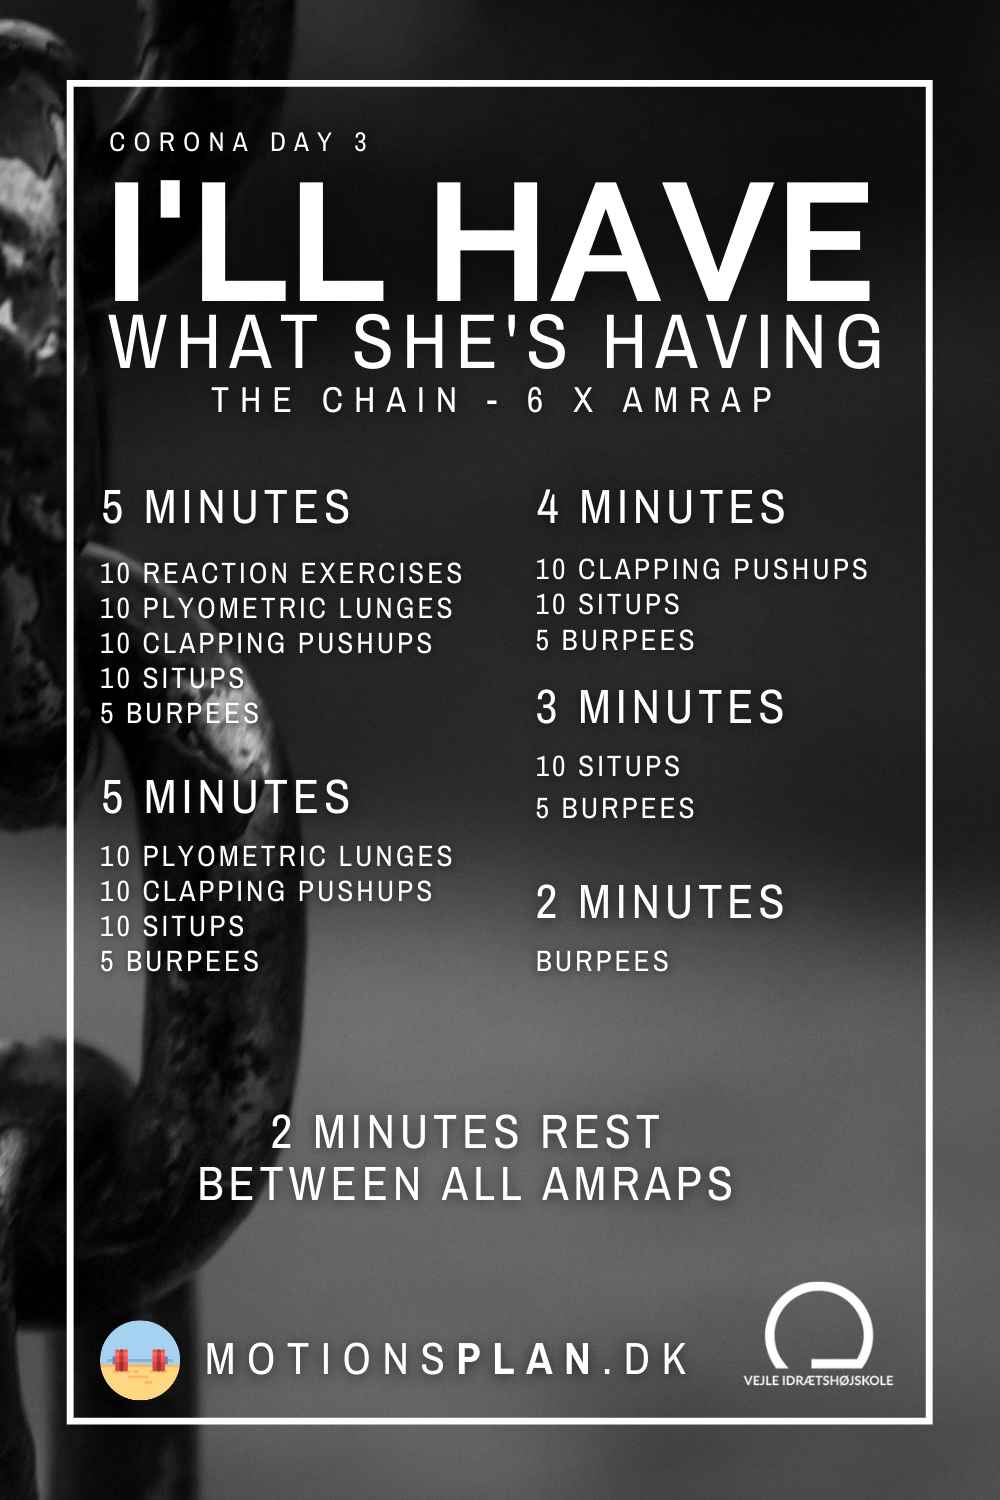 CORONA DAY 3
I'LL HAVE
WHAT SHE'S HAVING
THE CHAIN - 6 X AMRAP
5 MINUTES
10 REACTION EXERCISES
10 PLYOMETRIC LUNGES
10 CLAPPING PUSHUPS
10 SITUPS
5 BURPEES
5 MINUTES
10 PLYOMETRIC LUNGES
10 CLAPPING PUSHUPS
10 SITUPS
5 BURPEES
4 MINUTES
10 CLAPPING PUSHUPS
10 SITUPS
5 BURPEES
3 MINUTES
10 SITUPS
5 BURPEES
2 MINUTES
BURPEES
2 MINUTES REST
BETWEEN ALL AMRAPS
MOTIONSPLAN.DK
VEJLE IDRÆTSHØJSKOLE